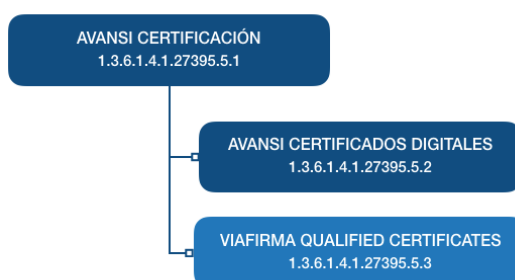 AVANSI CERTIFICACIÓN
1.3.6.1.4.1.27395.5.1
AVANSI CERTIFICADOS DIGITALES
1.3.6.1.4.1.27395.5.2
VIAFIRMA QUALIFIED CERTIFICATES
1.3.6.1.4.1.27395.5.3